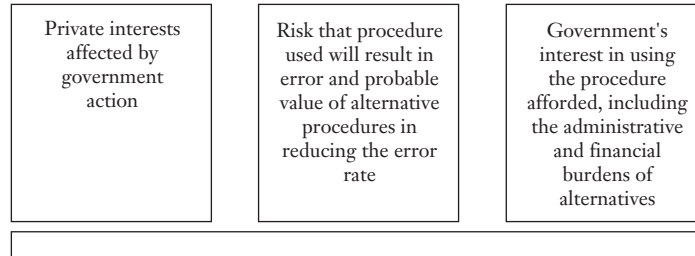 Private interests
affected by
government
action
Risk that procedure
used will result in
error and probable
value of alternative
procedures in
reducing the error
rate
Government's
interest in using
the procedure
afforded, including
the administrative
and financial
burdens of
alternatives